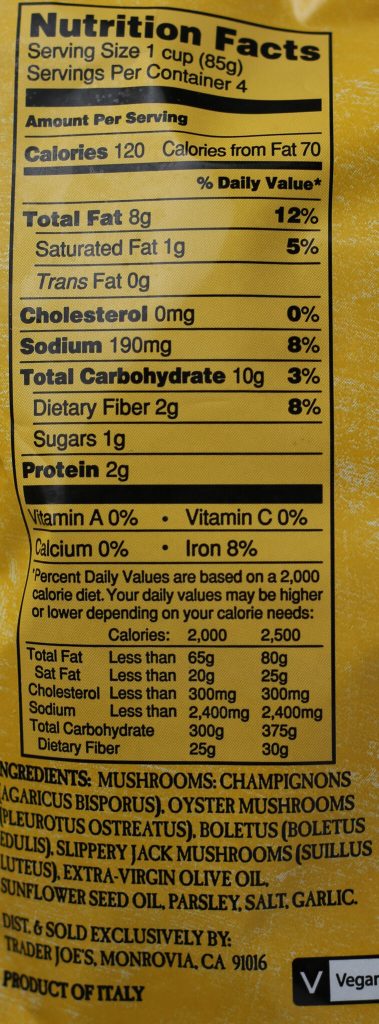 Nutrition Facts
Serving Size 1 cup (85g)
Servings Per Container 4
Amount Per Serving
Calories 120 Calories from Fat 70
% Daily Value*
Total Fat 8g 12%
Saturated Fat 1g 5%
Trans Fat 0g
Cholesterol 0mg 0%
Sodium 190mg 8%
Total Carbohydrate 10g 3%
Dietary Fiber 2g 8%
Sugars 1g
Protein 2g
Vitamin A 0% • Vitamin C 0%
Calcium 0% • Iron 8%
*Percent Daily Values are based on a 2,000
calorie diet. Your daily values may be higher
or lower depending on your calorie needs:
Calories: 2,000 2,500
Total Fat Less than 65g 80g
Sat Fat Less than 20g 25g
Cholesterol Less than 300mg 300mg
Sodium Less than 2,400mg 2,400mg
Total Carbohydrate 300g 375g
Dietary Fiber 25g 30g
NGREDIENTS: MUSHROOMS: CHAMPIGNONS
AGARICUS BISPORUS), OYSTER MUSHROOMS
(PLEUROTUS OSTREATUS), BOLETUS (BOLETUS
EDULIS), SLIPPERY JACK MUSHROOMS (SUILLUS
LUTEUS), EXTRA-VIRGIN OLIVE OIL,
SUNFLOWER SEED OIL, PARSLEY, SALT, GARLIC.
DIST. & SOLD EXCLUSIVELY BY:
TRADER JOE'S, MONROVIA, CA 91016
PRODUCT OF ITALY
V Vegan